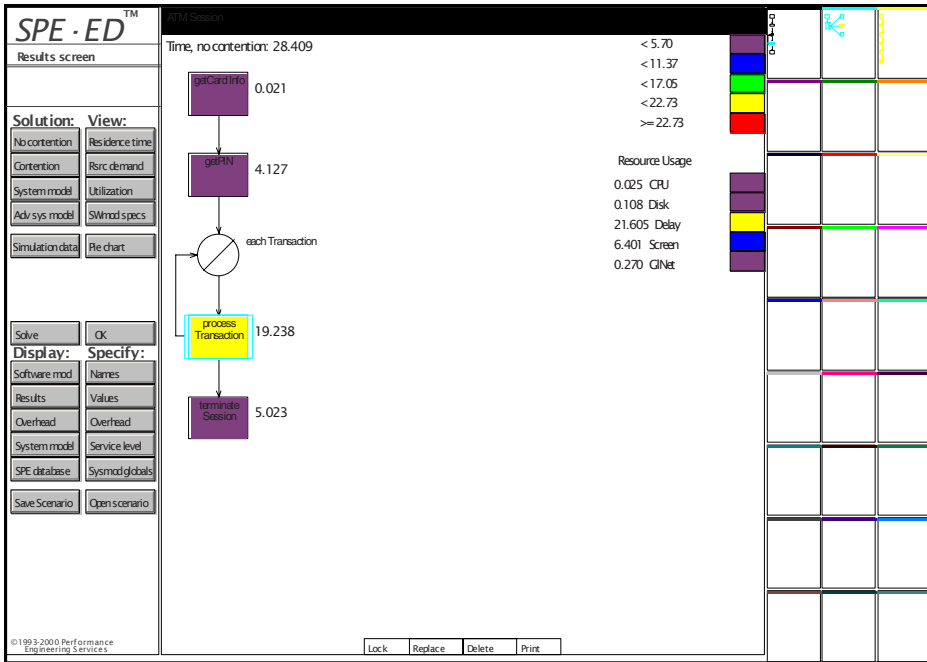 SPE·ED™
Results screen
Solution: View:
No contention Residence time
Contention Rsrc demand
System model Utilization
Adv sys model SWmod specs
Simulation data Pie chart
Solve OK
Display: Specify:
Software mod Names
Results Values
Overhead Overhead
System model Service level
SPE database Sysmod globals
Save Scenario Open scenario
©1993-2000 Performance
Engineering Services
ATM Session
Time, no contention: 28.409
getCard Info
0.021
getPIN
4.127
each Transaction
process
Transaction
19.238
terminate
Session
5.023
< 5.70
< 11.37
< 17.05
< 22.73
>= 22.73
Resource Usage
0.025 CPU
0.108 Disk
21.605 Delay
6.401 Screen
0.270 GINet
Lock Replace Delete Print